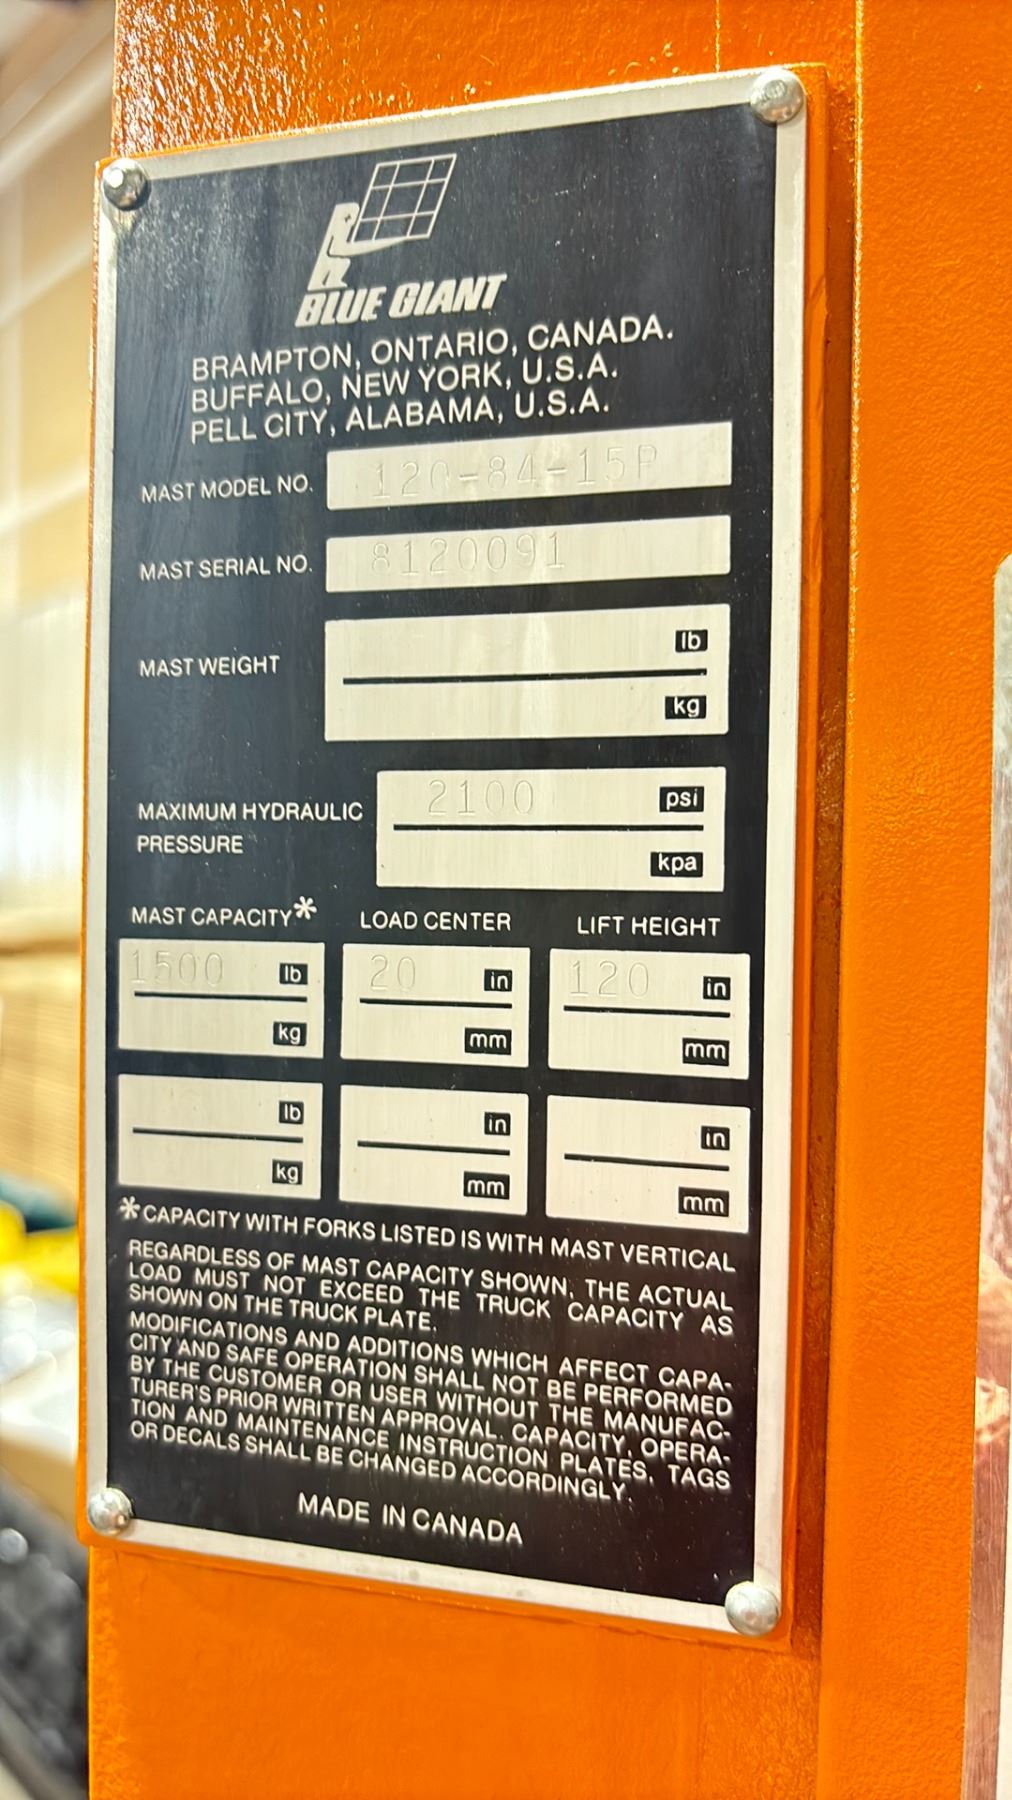 BLUE GIANT
BRAMPTON, ONTARIO, CANADA.
BUFFALO, NEW YORK, U.S.A.
PELL CITY, ALABAMA, U.S.A.
MAST MODEL NO. 120-84-15P
MAST SERIAL NO. 8120091
MAST WEIGHT lb
kg
MAXIMUM HYDRAULIC PRESSURE 2100 psi
kpa
MAST CAPACITY* LOAD CENTER LIFT HEIGHT
1500 lb 20 in 120 in
kg mm mm
lb in in
kg mm mm
*CAPACITY WITH FORKS LISTED IS WITH MAST VERTICAL
REGARDLESS OF MAST CAPACITY SHOWN, THE ACTUAL
LOAD MUST NOT EXCEED THE TRUCK CAPACITY AS
SHOWN ON THE TRUCK PLATE.
MODIFICATIONS AND ADDITIONS WHICH AFFECT CAPA-
CITY AND SAFE OPERATION SHALL NOT BE PERFORMED
BY THE CUSTOMER OR USER WITHOUT THE MANUFAC-
TURER'S PRIOR WRITTEN APPROVAL. CAPACITY, OPERA-
TION AND MAINTENANCE INSTRUCTION PLATES, TAGS
OR DECALS SHALL BE CHANGED ACCORDINGLY.
MADE IN CANADA